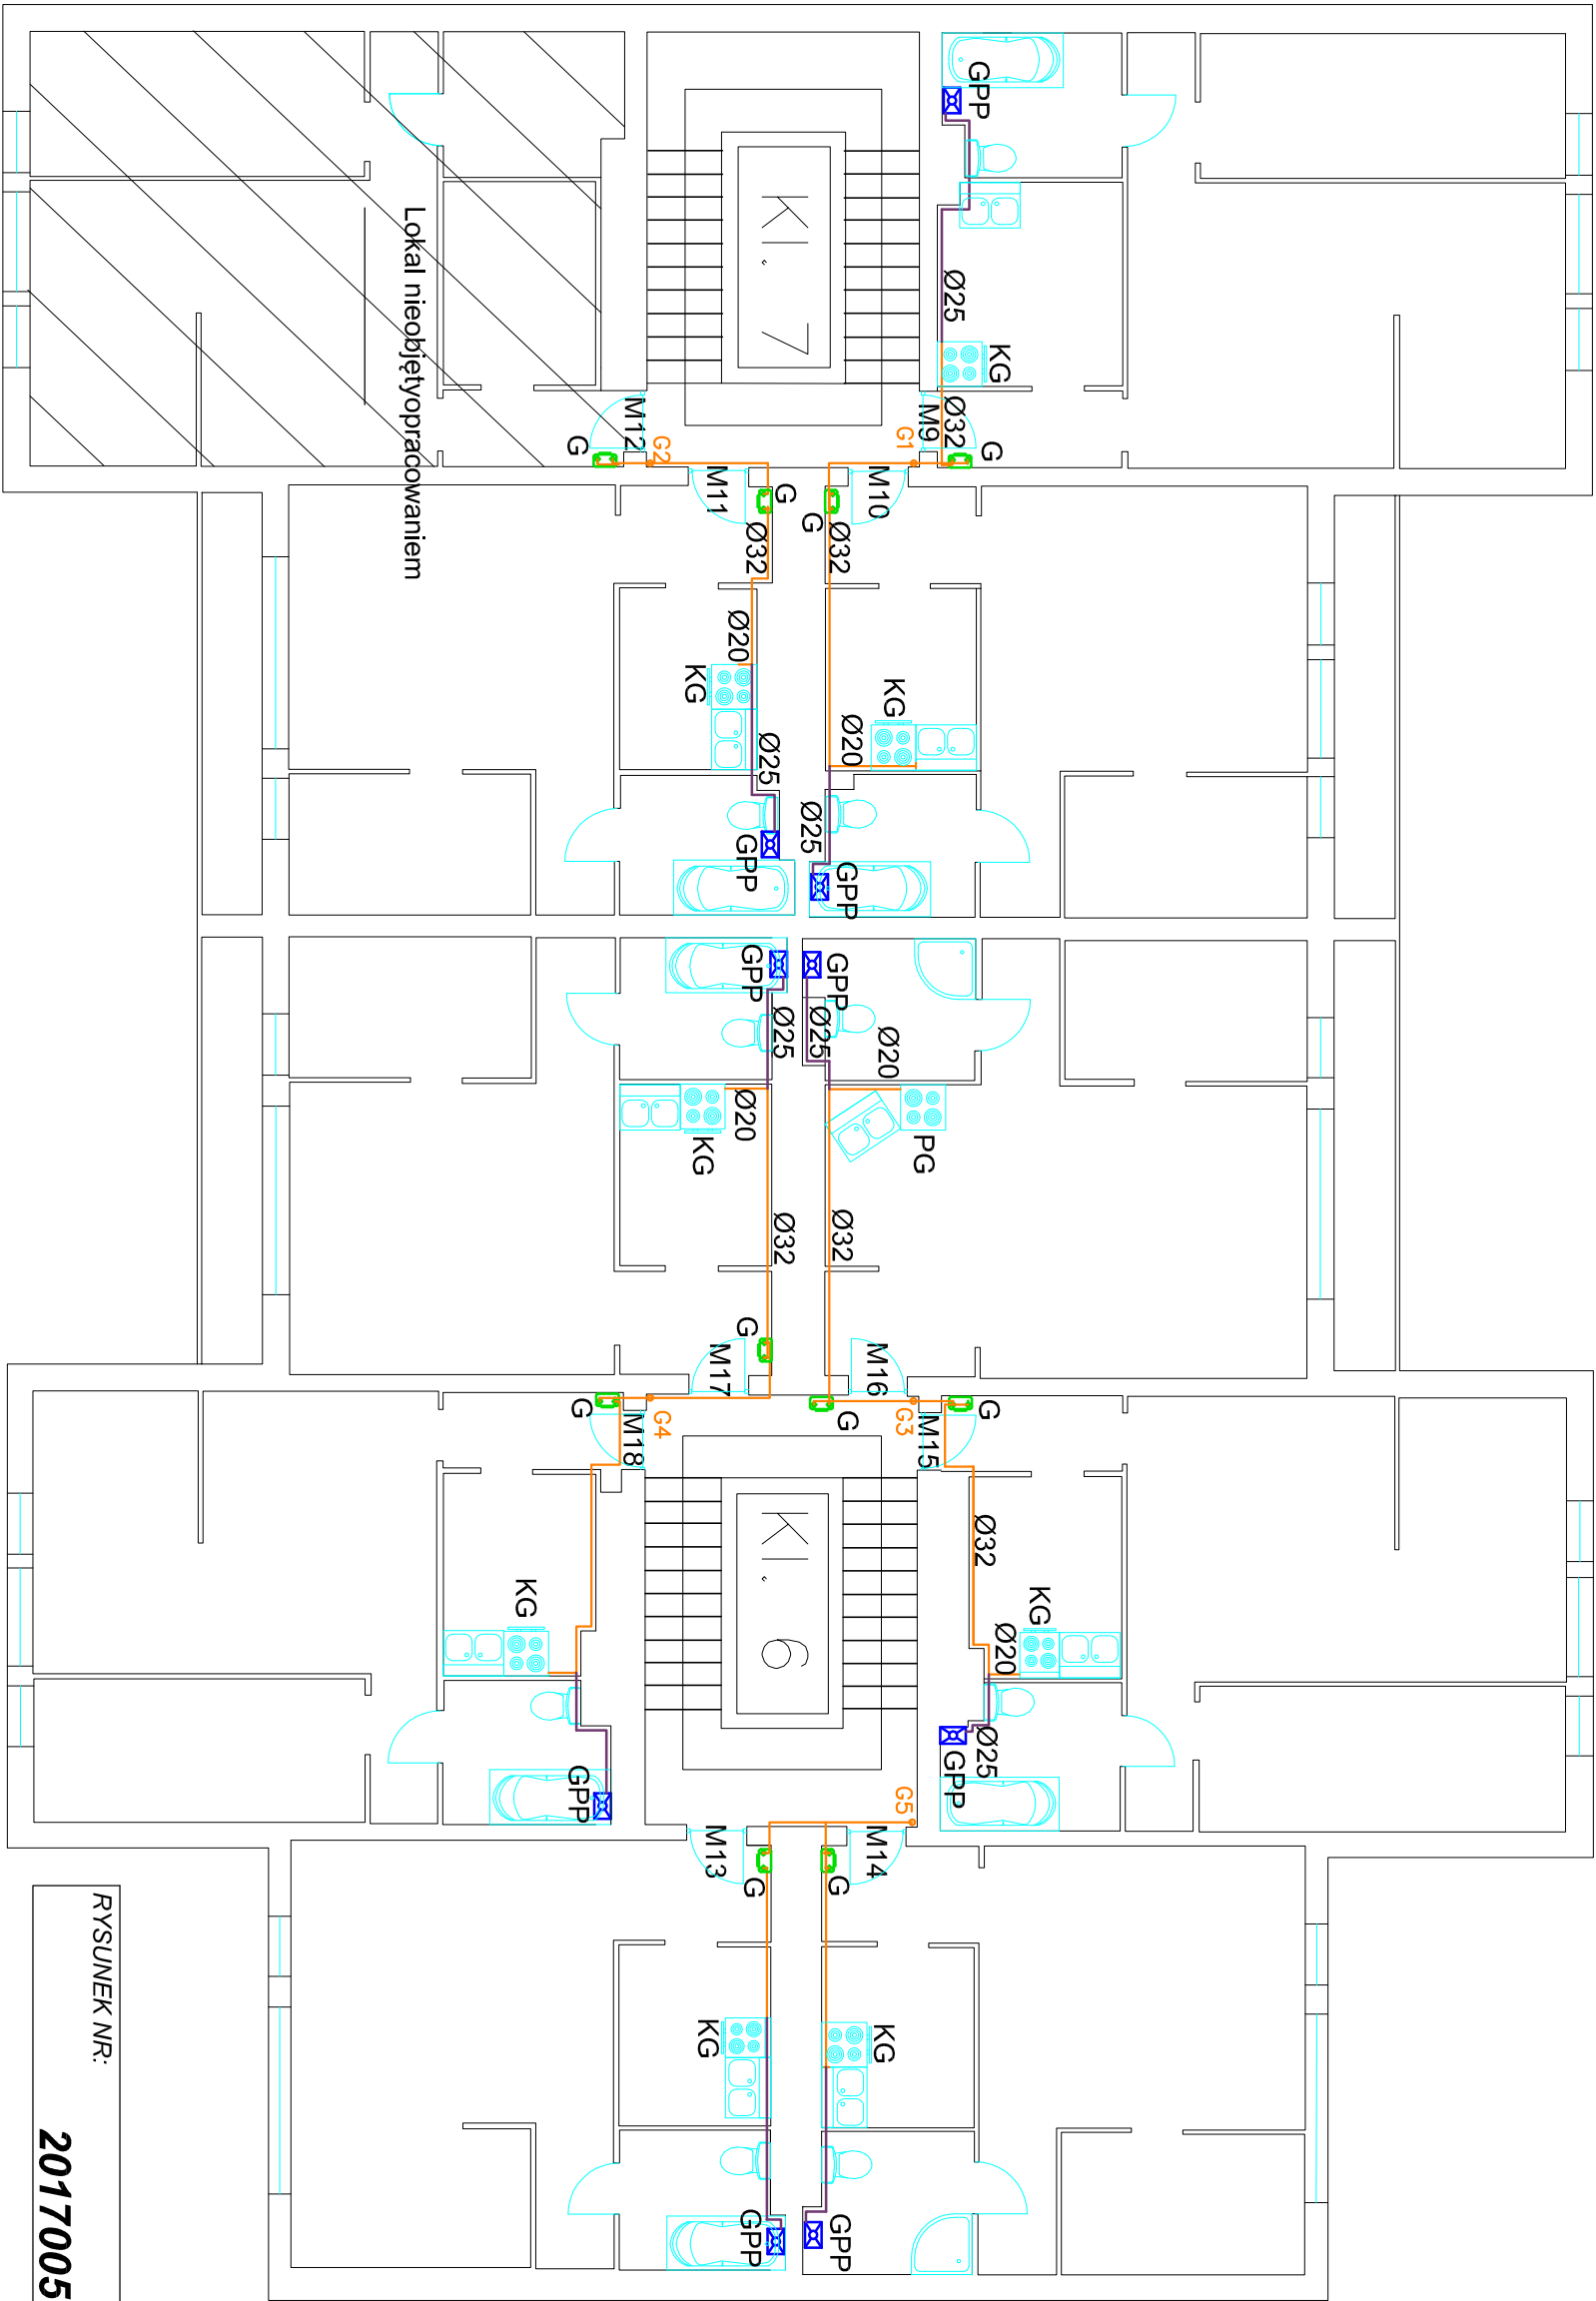 GPP
Ø25
KG
Ø32
M9
G
G1
Kl. 7
Lokal nieobjętyopracowaniem
M12
G
G2
M11
G
Ø32
Ø20
KG
Ø25
GPP
M10
G
Ø32
KG
Ø20
Ø25
GPP
GPP
Ø25
Ø20
KG
Ø32
G
M17
GPP
Ø25
Ø20
PG
Ø32
M16
G
G3
M15
G
Ø32
KG
Ø20
Ø25
GPP
G4
M18
G
KG
GPP
Kl. 6
G5
M13
G
KG
GPP
M14
G
KG
GPP
RYSUNEK NR:
2017005